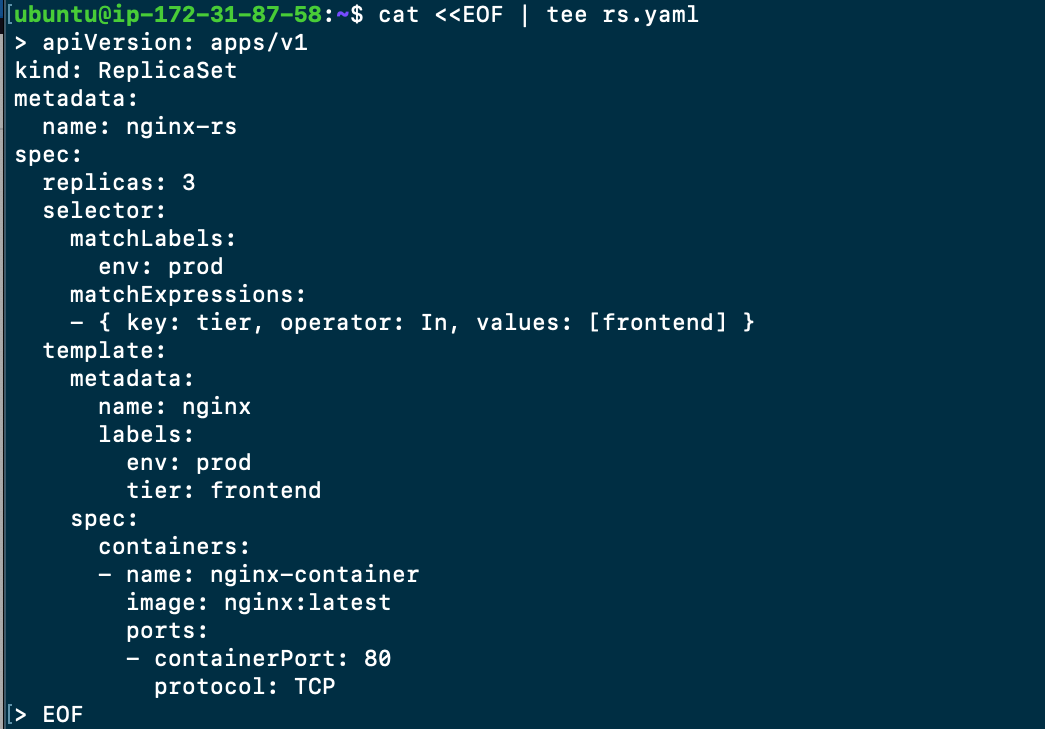 [ubuntu@ip-172-31-87-58:~$ cat <<EOF | tee rs.yaml
> apiVersion: apps/v1
kind: ReplicaSet
metadata:
  name: nginx-rs
spec:
  replicas: 3
  selector:
    matchLabels:
      env: prod
    matchExpressions:
    - { key: tier, operator: In, values: [frontend] }
  template:
    metadata:
      name: nginx
      labels:
        env: prod
        tier: frontend
    spec:
      containers:
      - name: nginx-container
        image: nginx:latest
        ports:
        - containerPort: 80
          protocol: TCP
[> EOF